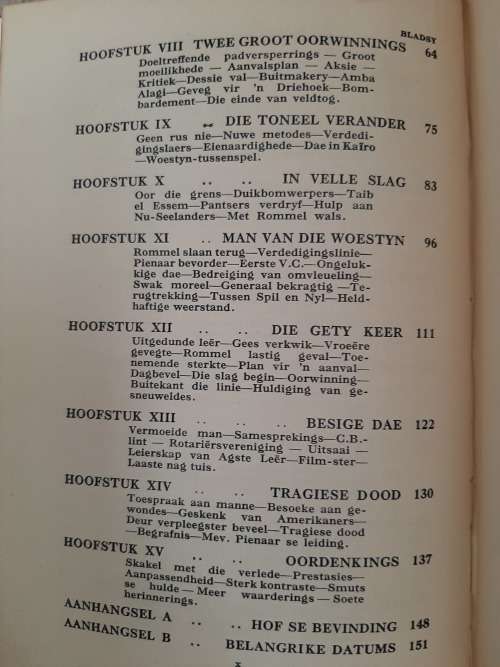 BLADSY
HOOFSTUK VIII TWEE GROOT OORWINNINGS 64
Doeltreffende padversperrings — Groot
moeilikhede — Aanvalsplan — Aksie —
Kritiek—Dessie val—Buitmakery—Amba
Alagi—Geveg vir 'n Driehoek—Bom-
bardement—Die einde van veldtog.
HOOFSTUK IX .. DIE TONEEL VERANDER 75
Geen rus nie—Nuwe metodes—Verdedi-
gingslaers—Eienaardighede—Dae in Kaïro
—Woestyn-tussenspel.
HOOFSTUK X .. .. IN VELLE SLAG 83
Oor die grens—Duikbomwerpers—Taib
el Essem—Pantsers verdryf—Hulp aan
Nu-Seelanders—Met Rommel wals.
HOOFSTUK XI .. MAN VAN DIE WOESTYN 96
Rommel slaan terug—Verdedigingslinie—
Pienaar bevorder—Eerste V.C.—Ongeluk-
kige dae—Bedreiging van omvleueling—
Swak moreel—Generaal bekragtig —Te-
rugtrekking—Tussen Spil en Nyl—Held-
haftige weerstand.
HOOFSTUK XII .. .. DIE GETY KEER 111
Uitgedunde leër—Gees verkwik—Vroeëre
gevegte—Rommel lastig geval—Toe-
nemende sterkte—Plan vir 'n aanval—
Dagbevel—Die slag begin—Oorwinning—
Buitekant die linie—Huldiging van ge-
sneuweldes.
HOOFSTUK XIII .. .. BESIGE DAE 122
Vermoeide man—Samesprekings—C.B.-
lint — Rotariërsvereniging — Uitsaai —
Leierskap van Agste Leër—Film-ster—
Laaste nag tuis.
HOOFSTUK XIV .. .. TRAGIESE DOOD 130
Toespraak aan manne—Besoeke aan ge-
wondes—Geskenk van Amerikaners—
Deur verpleegster beveel—Tragiese dood
—Begrafnis—Mev. Pienaar se leiding.
HOOFSTUK XV .. .. OORDENKINGS 137
Skakel met die verlede—Prestasies—
Aanpassendheid—Sterk kontraste—Smuts
se hulde—Meer waarderings—Soete
herinnerings.
AANHANGSEL A .. .. HOF SE BEVINDING 148
AANHANGSEL B .. BELANGRIKE DATUMS 151
x